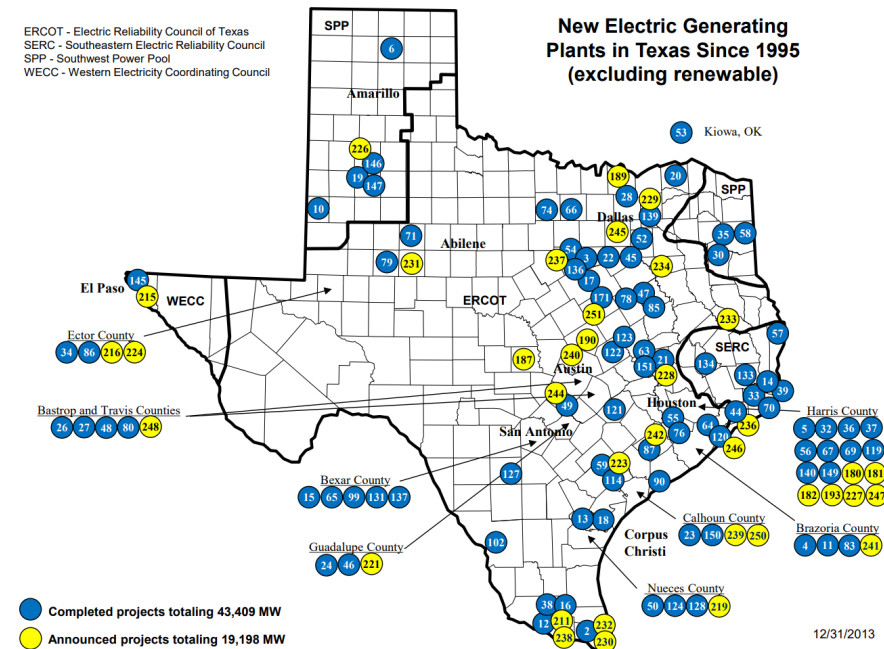 ERCOT - Electric Reliability Council of Texas
SERC - Southeastern Electric Reliability Council
SPP - Southwest Power Pool
WECC - Western Electricity Coordinating Council
New Electric Generating
Plants in Texas Since 1995
(excluding renewable)
SPP
6
Amarillo
53 Kiowa, OK
226
146
19
147
10
189
20
28
229
SPP
74 66
139
Dallas
35 58
245
52
30
71
Abilene
54
79 231
237
3 22 45
234
136
17
145
El Paso
215
WECC
ERCOT
171 78 47
85
251
233
57
SERC
Ector County
34 86 216 224
190
123
122
63
21
240
187
151
134
Austin
228
133
14
33
39
Bastrop and Travis Counties
26 27 48 80 248
244
49
121
Houston
55
44
70
Harris County
5 32 36 37
56 67 69 119
140 149 180 181
182 193 227 247
64
236
San Antonio
242
76
120
87
246
Bexar County
15 65 99 131 137
127
59 223
114
90
Brazoria County
4 11 83 241
Calhoun County
23 150 239 250
13 18
Corpus
Christi
Guadalupe County
24 46 221
102
Nueces County
50 124 128 219
Completed projects totaling 43,409 MW
Announced projects totaling 19,198 MW
38 16
12
211
238
2
232
230
12/31/2013